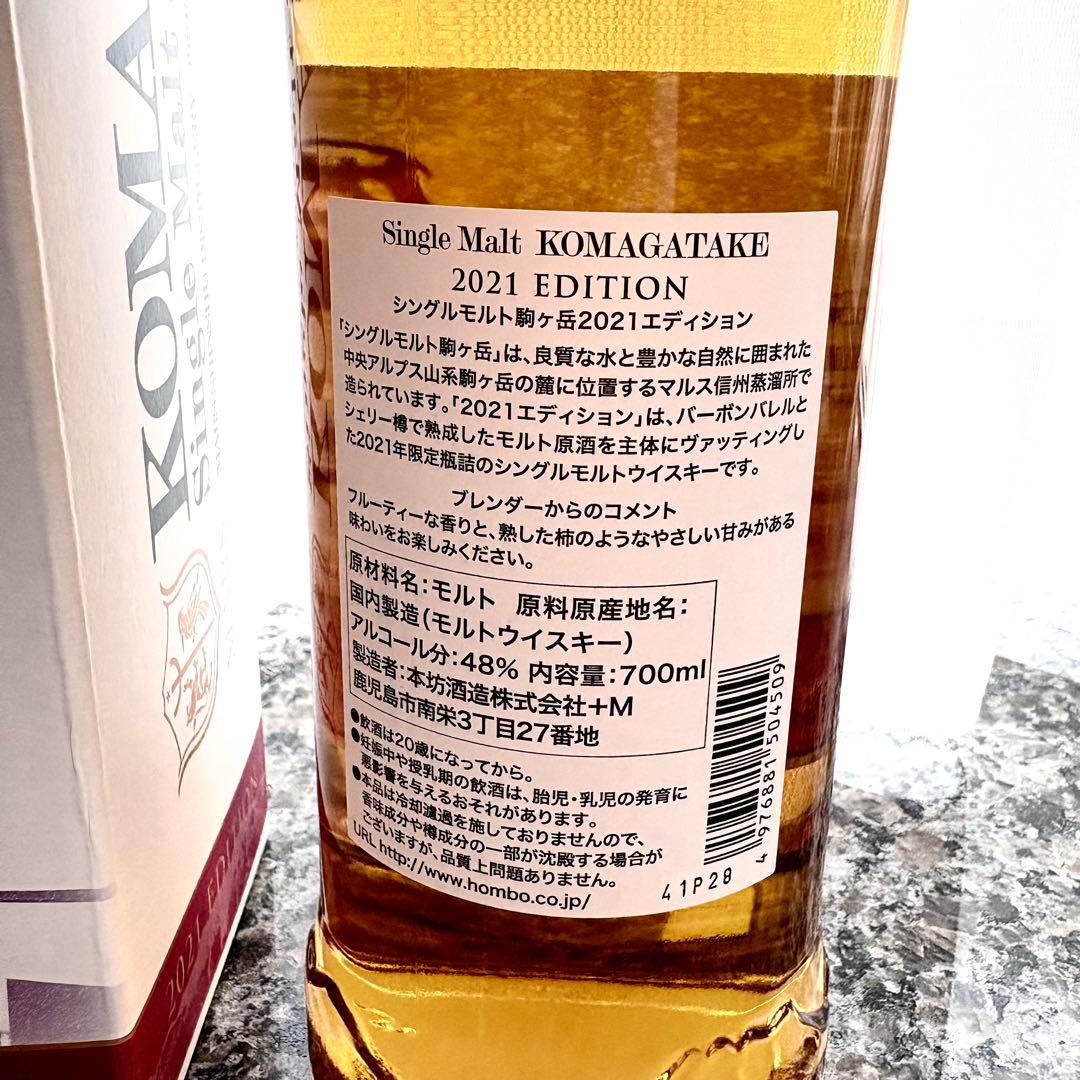 KOMA
Single Malt
2021 EDITION
Single Malt KOMAGATAKE
2021 EDITION
シングルモルト駒ヶ岳2021エディション
「シングルモルト駒ヶ岳」は、良質な水と豊かな自然に囲まれた
中央アルプス山系駒ヶ岳の麓に位置するマルス信州蒸溜所で
造られています。「2021エディション」は、バーボンバレルと
シェリー樽で熟成したモルト原酒を主体にヴァッティングし
た2021年限定瓶詰のシングルモルトウイスキーです。
ブレンダーからのコメント
フルーティーな香りと、熟した柿のようなやさしい甘みがある
味わいをお楽しみください。
原材料名:モルト 原料原産地名:
国内製造(モルトウイスキー)
アルコール分:48% 内容量:700ml
製造者:本坊酒造株式会社+M
鹿児島市南栄3丁目27番地
●飲酒は20歳になってから。
●妊娠中や授乳期の飲酒は、胎児・乳児の発育に
悪影響を与えるおそれがあります。
●本品は冷却濾過を施しておりませんので、
香味成分や樽成分の一部が沈殿する場合が
ございますが、品質上問題ありません。
URL http://www.hombo.co.jp/
41P28
4 976881 504509